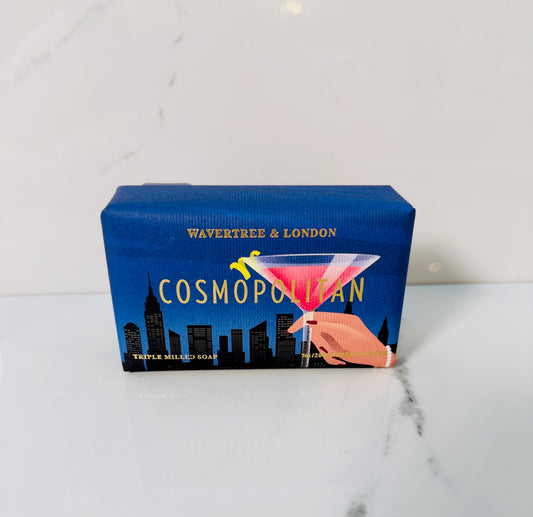 WAVERTREE & LONDON
COSMOPOLITAN
TRIPLE MILLED SOAP